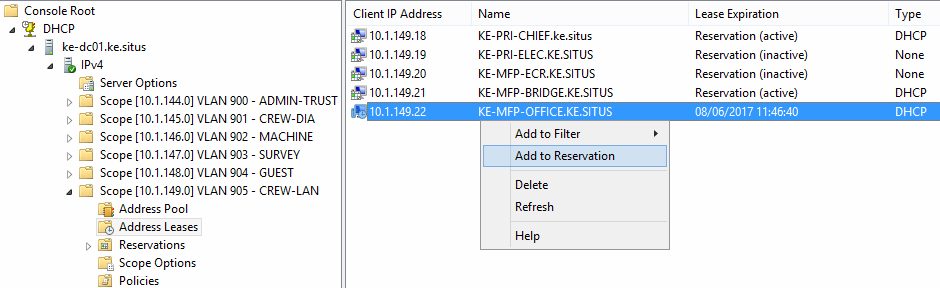 Console Root
DHCP
ke-dc01.ke.situs
IPv4
Server Options
Scope [10.1.144.0] VLAN 900 - ADMIN-TRUST
Scope [10.1.145.0] VLAN 901 - CREW-DIA
Scope [10.1.146.0] VLAN 902 - MACHINE
Scope [10.1.147.0] VLAN 903 - SURVEY
Scope [10.1.148.0] VLAN 904 - GUEST
Scope [10.1.149.0] VLAN 905 - CREW-LAN
Address Pool
Address Leases
Reservations
Scope Options
Policies
Client IP Address Name Lease Expiration Type
10.1.149.18 KE-PRI-CHIEF.ke.situs Reservation (active) DHCP
10.1.149.19 KE-PRI-ELEC.KE.SITUS Reservation (inactive) None
10.1.149.20 KE-MFP-ECR.KE.SITUS Reservation (inactive) None
10.1.149.21 KE-MFP-BRIDGE.KE.SITUS Reservation (active) DHCP
10.1.149.22 KE-MFP-OFFICE.KE.SITUS 08/06/2017 11:46:40 DHCP
Add to Filter
Add to Reservation
Delete
Refresh
Help